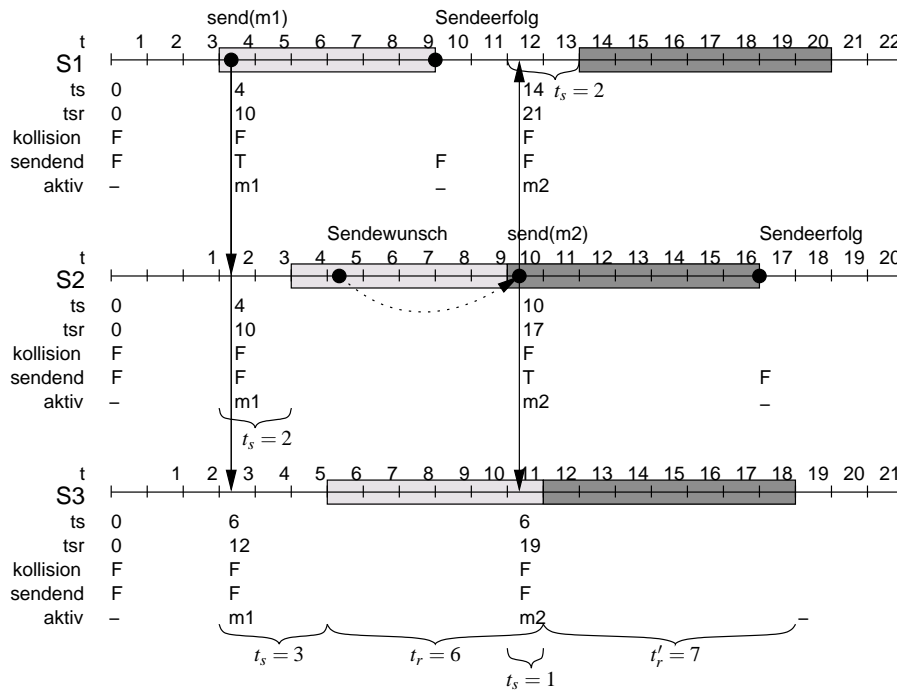 send(m1) Sendeerfolg
t 1 2 3 4 5 6 7 8 9 10 11 12 13 14 15 16 17 18 19 20 21 22
S1
t_s = 2
ts 0 4 14
tsr 0 10 21
kollision F F F
sendend F T F F
aktiv – m1 – m2
Sendewunsch send(m2) Sendeerfolg
t 1 2 3 4 5 6 7 8 9 10 11 12 13 14 15 16 17 18 19 20
S2
ts 0 4 10
tsr 0 10 17
kollision F F F
sendend F F T F
aktiv – m1 m2 –
t_s = 2
t 1 2 3 4 5 6 7 8 9 10 11 12 13 14 15 16 17 18 19 20 21
S3
ts 0 6 6
tsr 0 12 19
kollision F F F
sendend F F F
aktiv – m1 m2 –
t_s = 3 t_r = 6 t'_r = 7
t_s = 1